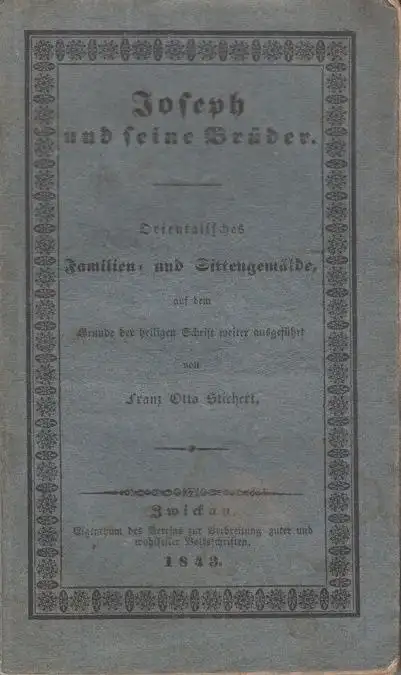 Joseph
und seine Brüder.
Orientalisches
Familien- und Sittengemälde,
auf dem
Grunde der heiligen Schrift weiter ausgeführt
von
Franz Otto Stichert.
Zwickau.
Eigenthum des Vereins zur Verbreitung guter und
wohlfeiler Volksschriften.
1843.